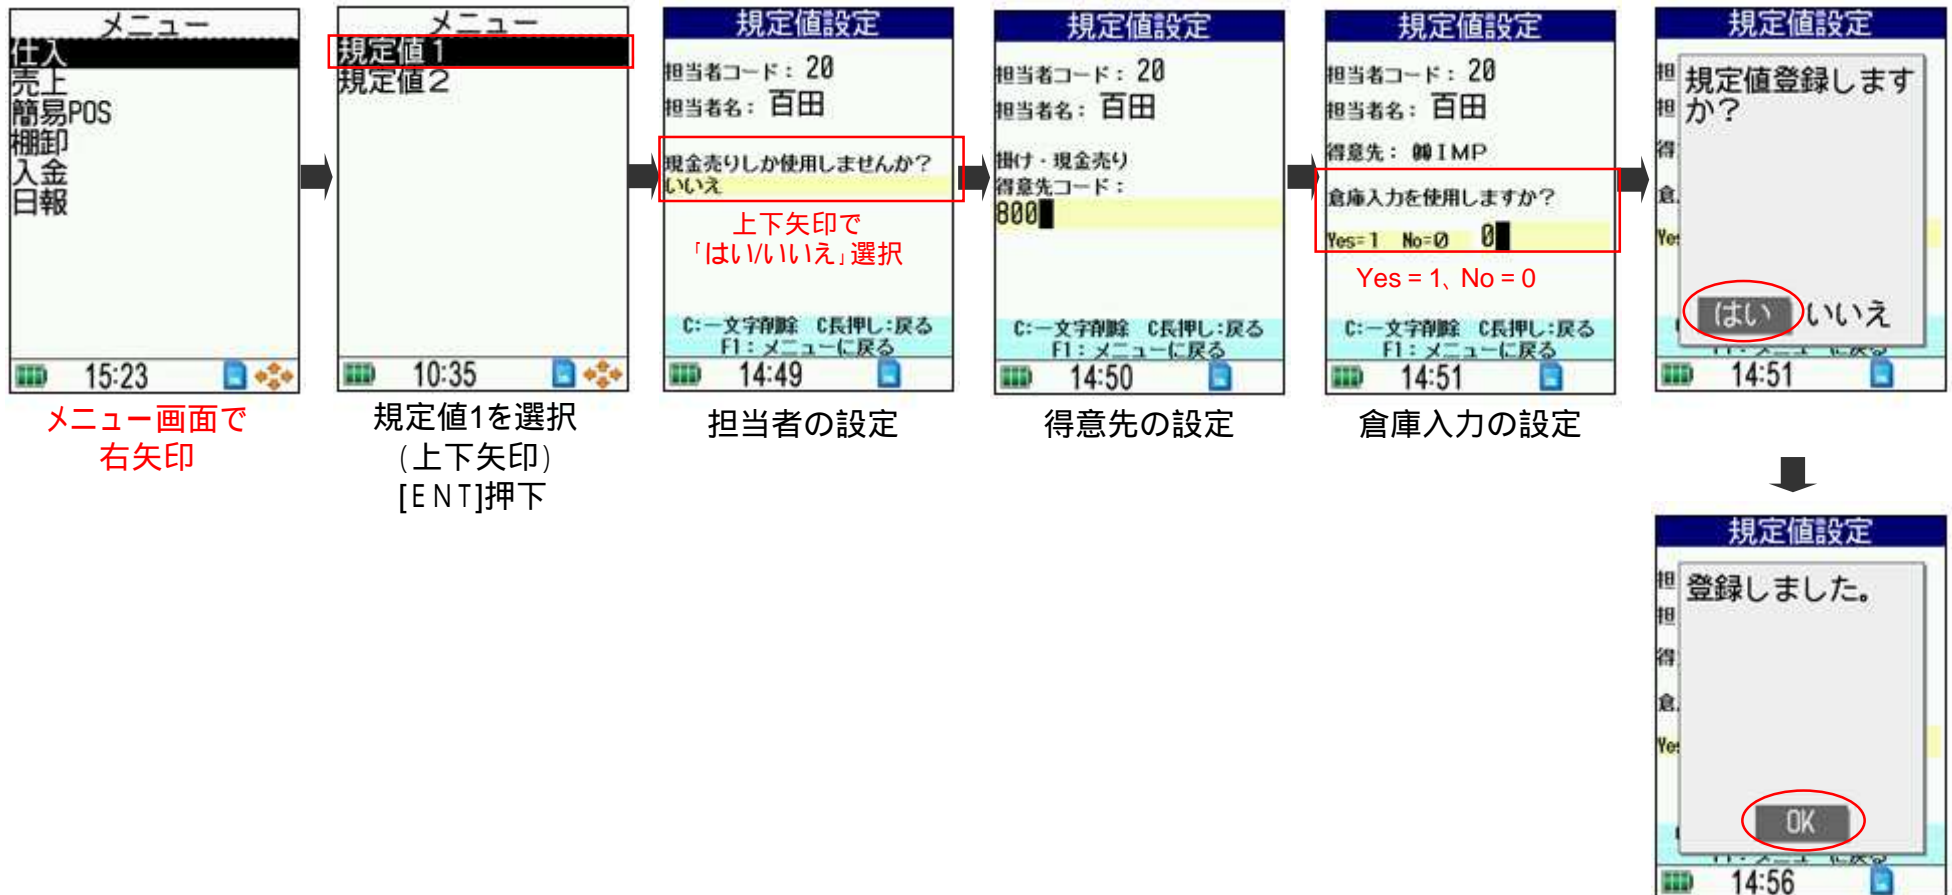 メニュー
仕入
売上
簡易POS
棚卸
入金
日報
15:23
メニュー画面で
右矢印
メニュー
規定値1
規定値2
10:35
規定値1を選択
(上下矢印)
[ENT]押下
規定値設定
担当者コード: 20
担当者名: 百田
現金売りしか使用しませんか?
いいえ
上下矢印で
「はい/いいえ」選択
C:一文字削除 C長押し:戻る
F1:メニューに戻る
14:49
担当者の設定
規定値設定
担当者コード: 20
担当者名: 百田
掛け・現金売り
得意先コード:
800
C:一文字削除 C長押し:戻る
F1:メニューに戻る
14:50
得意先の設定
規定値設定
担当者コード: 20
担当者名: 百田
得意先: ㈱IMP
倉庫入力を使用しますか?
Yes=1 No=0 0
Yes = 1、No = 0
C:一文字削除 C長押し:戻る
F1:メニューに戻る
14:51
倉庫入力の設定
規定値設定
担
担
得
倉
Yes
規定値登録します
か?
はい いいえ
14:51
規定値設定
担
担
得
倉
Yes
登録しました。
OK
14:56